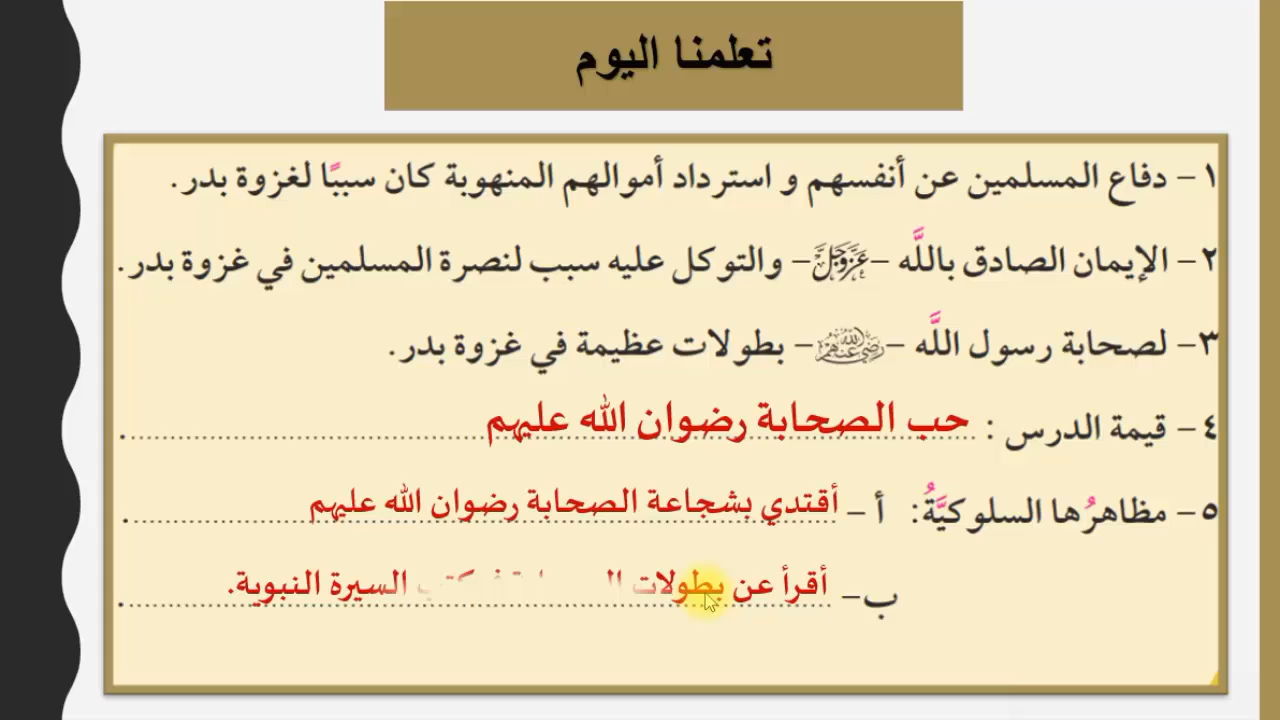 تعلمنا اليوم
١- دفاع المسلمين عن أنفسهم و استرداد أموالهم المنهوبة كان سببًا لغزوة بدر.
٢- الإيمان الصادق باللَّه -عَزَّوَجَلَّ- والتوكل عليه سبب لنصرة المسلمين في غزوة بدر.
٣- لصحابة رسول اللَّه -رضي الله عنهم- بطولات عظيمة في غزوة بدر.
٤- قيمة الدرس : حب الصحابة رضوان الله عليهم
٥- مظاهرُها السلوكيَّةُ: أ - أقتدي بشجاعة الصحابة رضوان الله عليهم
ب- أقرأ عن بطولات السيرة النبوية.